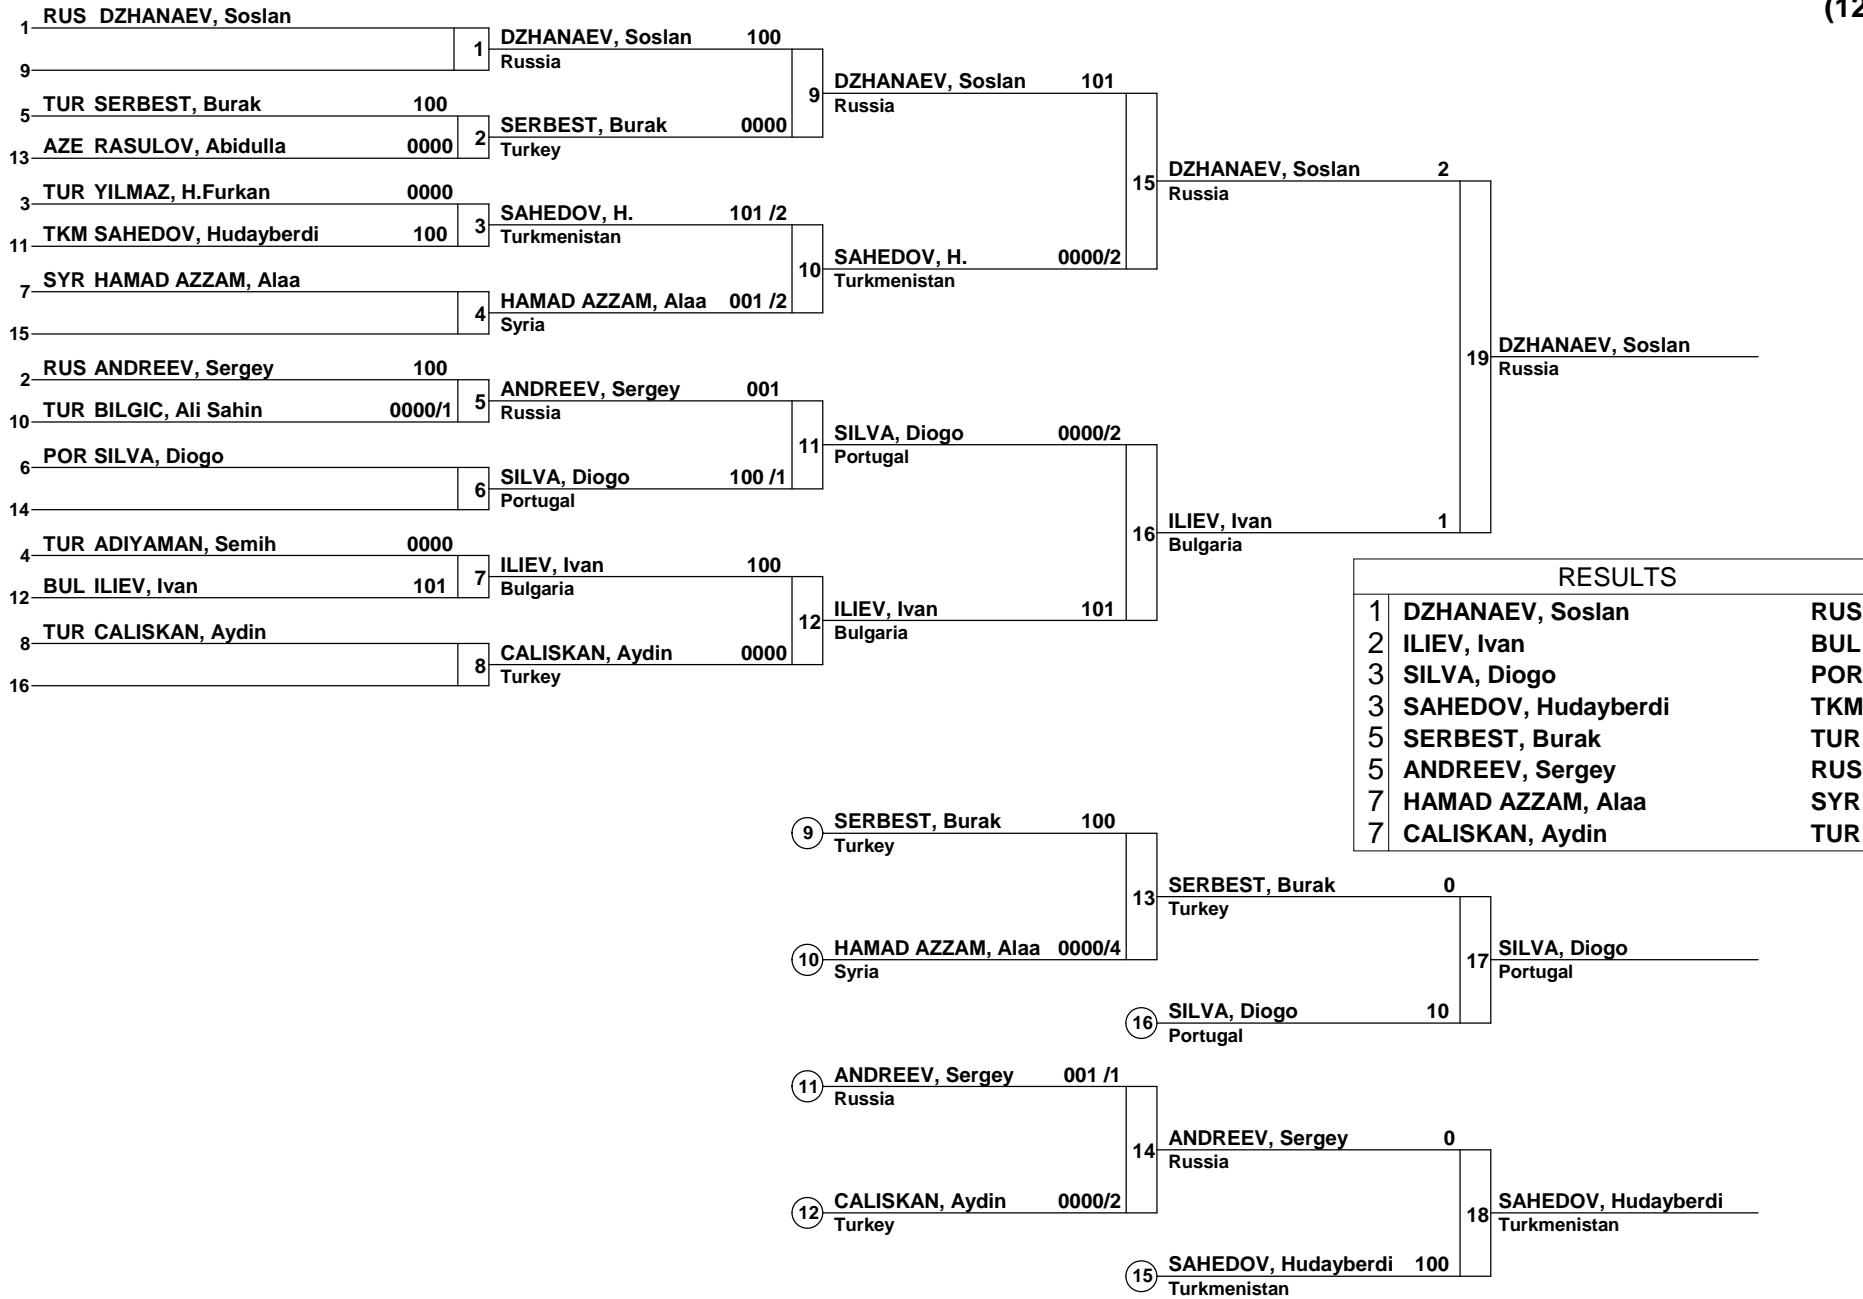 (12
1 RUS DZHANAEV, Soslan
9
1 DZHANAEV, Soslan 100
Russia
5 TUR SERBEST, Burak 100
13 AZE RASULOV, Abidulla 0000
2 SERBEST, Burak 0000
Turkey
3 TUR YILMAZ, H.Furkan 0000
11 TKM SAHEDOV, Hudayberdi 100
3 SAHEDOV, H. 101 /2
Turkmenistan
7 SYR HAMAD AZZAM, Alaa
15
4 HAMAD AZZAM, Alaa 001 /2
Syria
2 RUS ANDREEV, Sergey 100
10 TUR BILGIC, Ali Sahin 0000/1
5 ANDREEV, Sergey 001
Russia
6 POR SILVA, Diogo
14
6 SILVA, Diogo 100 /1
Portugal
4 TUR ADIYAMAN, Semih 0000
12 BUL ILIEV, Ivan 101
7 ILIEV, Ivan 100
Bulgaria
8 TUR CALISKAN, Aydin
16
8 CALISKAN, Aydin 0000
Turkey
9 DZHANAEV, Soslan 101
Russia
10 SAHEDOV, H. 0000/2
Turkmenistan
11 SILVA, Diogo 0000/2
Portugal
12 ILIEV, Ivan 101
Bulgaria
15 DZHANAEV, Soslan 2
Russia
16 ILIEV, Ivan 1
Bulgaria
19 DZHANAEV, Soslan
Russia
RESULTS
1 DZHANAEV, Soslan RUS
2 ILIEV, Ivan BUL
3 SILVA, Diogo POR
3 SAHEDOV, Hudayberdi TKM
5 SERBEST, Burak TUR
5 ANDREEV, Sergey RUS
7 HAMAD AZZAM, Alaa SYR
7 CALISKAN, Aydin TUR
9 SERBEST, Burak 100
Turkey
10 HAMAD AZZAM, Alaa 0000/4
Syria
13 SERBEST, Burak 0
Turkey
16 SILVA, Diogo 10
Portugal
17 SILVA, Diogo
Portugal
11 ANDREEV, Sergey 001 /1
Russia
12 CALISKAN, Aydin 0000/2
Turkey
14 ANDREEV, Sergey 0
Russia
15 SAHEDOV, Hudayberdi 100
Turkmenistan
18 SAHEDOV, Hudayberdi
Turkmenistan